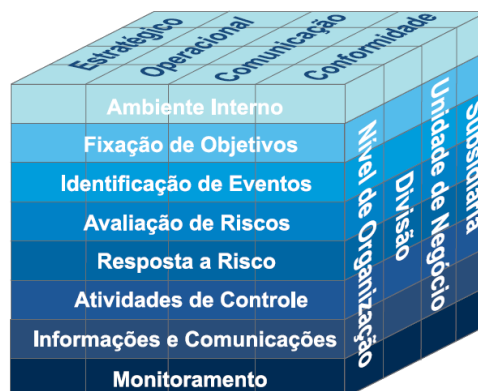 Estratégico
Operacional
Comunicação
Conformidade
Ambiente Interno
Fixação de Objetivos
Identificação de Eventos
Avaliação de Riscos
Resposta a Risco
Atividades de Controle
Informações e Comunicações
Monitoramento
Nível de Organização
Divisão
Unidade de Negócio
Subsidiária